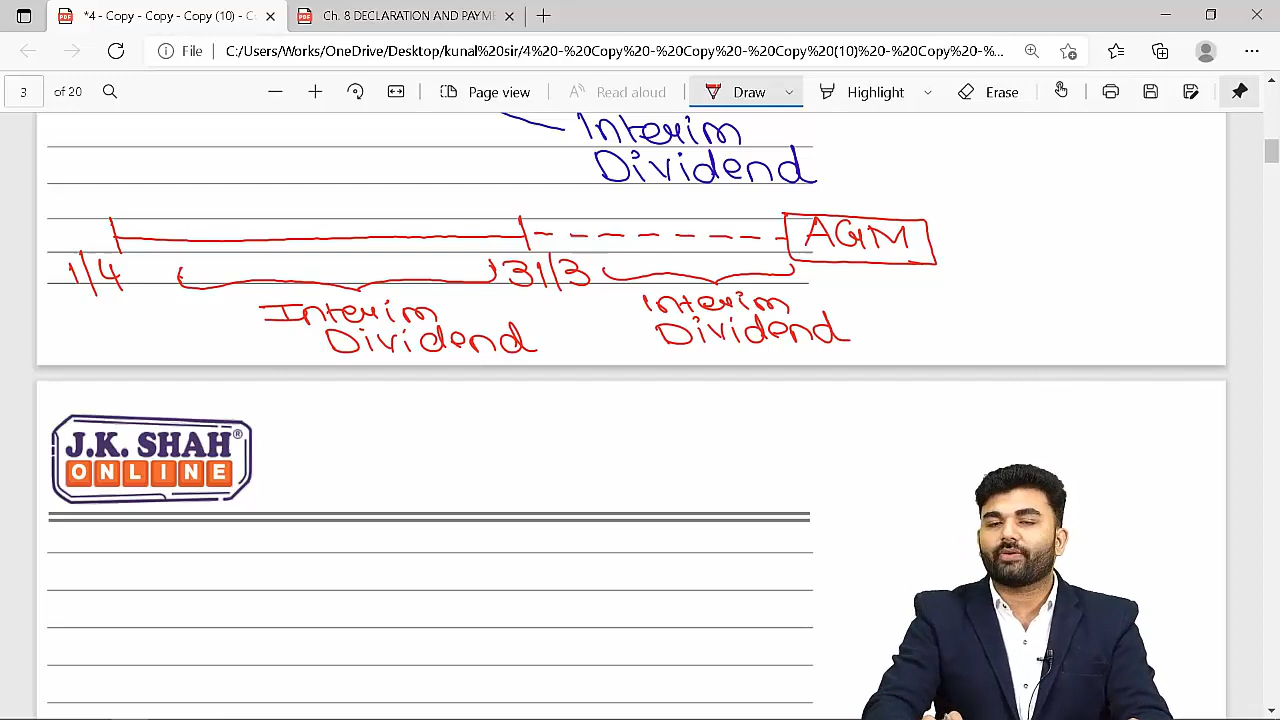 *4 - Copy - Copy - Copy (10) - Cop
Ch. 8 DECLARATION AND PAYME
File
C:/Users/Works/OneDrive/Desktop/kunal%20sir/4%20-%20Copy%20-%20Copy%20-%20Copy%20(10)%20-%20Copy%20-%...
3 of 20
Page view
Read aloud
Draw
Highlight
Erase
Interim
Dividend
AGM
1/4
31/3
Interim
Dividend
Interim
Dividend
J.K. SHAH®
ONLINE